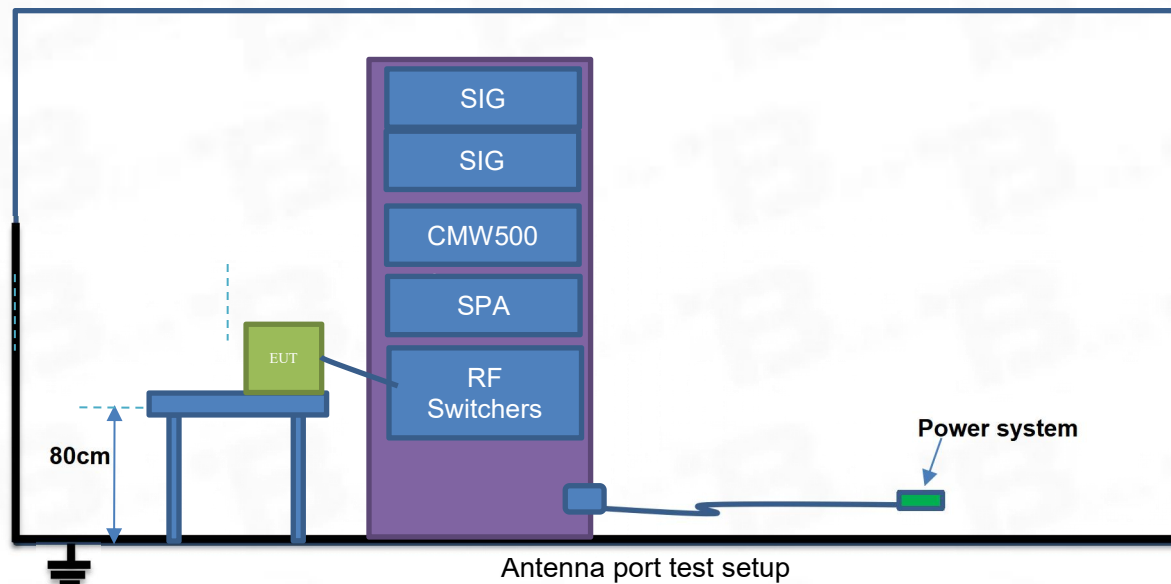 SIG
SIG
CMW500
SPA
EUT
RF
Switchers
80cm
Power system
Antenna port test setup